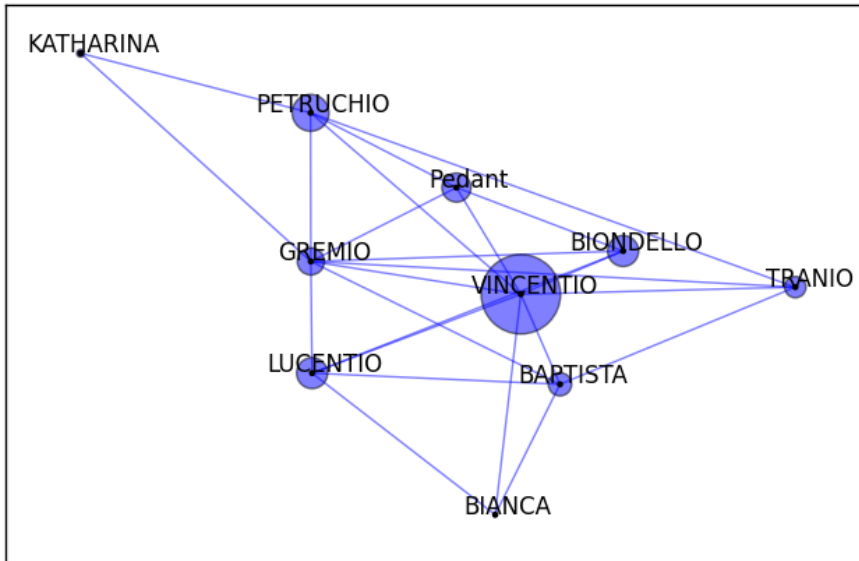 KATHARINA
PETRUCHIO
Pedant
BIONDELLO
GREMIO
TRANIO
VINCENTIO
LUCENTIO
BAPTISTA
BIANCA